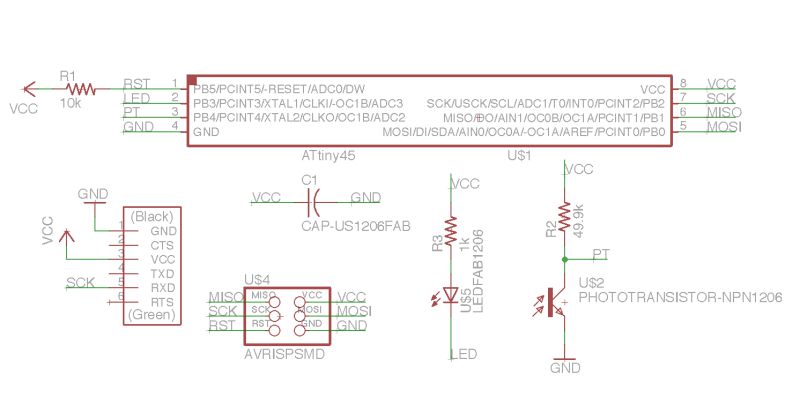 R1
VCC
10k
RST
LED
PT
GND
1
2
3
4
PB5/PCINT5/-RESET/ADC0/DW
PB3/PCINT3/XTAL1/CLKI/-OC1B/ADC3
PB4/PCINT4/XTAL2/CLKO/OC1B/ADC2
GND
VCC
SCK/USCK/SCL/ADC1/T0/INT0/PCINT2/PB2
MISO/DO/AIN1/OC0B/OC1A/PCINT1/PB1
MOSI/DI/SDA/AIN0/OC0A/-OC1A/AREF/PCINT0/PB0
8
7
6
5
VCC
SCK
MISO
MOSI
ATtiny45
U$1
GND
VCC
SCK
(Black)
1
2
3
4
5
6
GND
CTS
VCC
TXD
RXD
RTS
(Green)
C1
VCC
GND
CAP-US1206FAB
U$4
MISO
SCK
RST
MISO
SCK
RST
VCC
MOSI
GND
VCC
MOSI
GND
AVRISPSMD
VCC
R3
1k
U$5
LEDFAB1206
LED
VCC
R2
49.9k
PT
U$2
PHOTOTRANSISTOR-NPN1206
GND